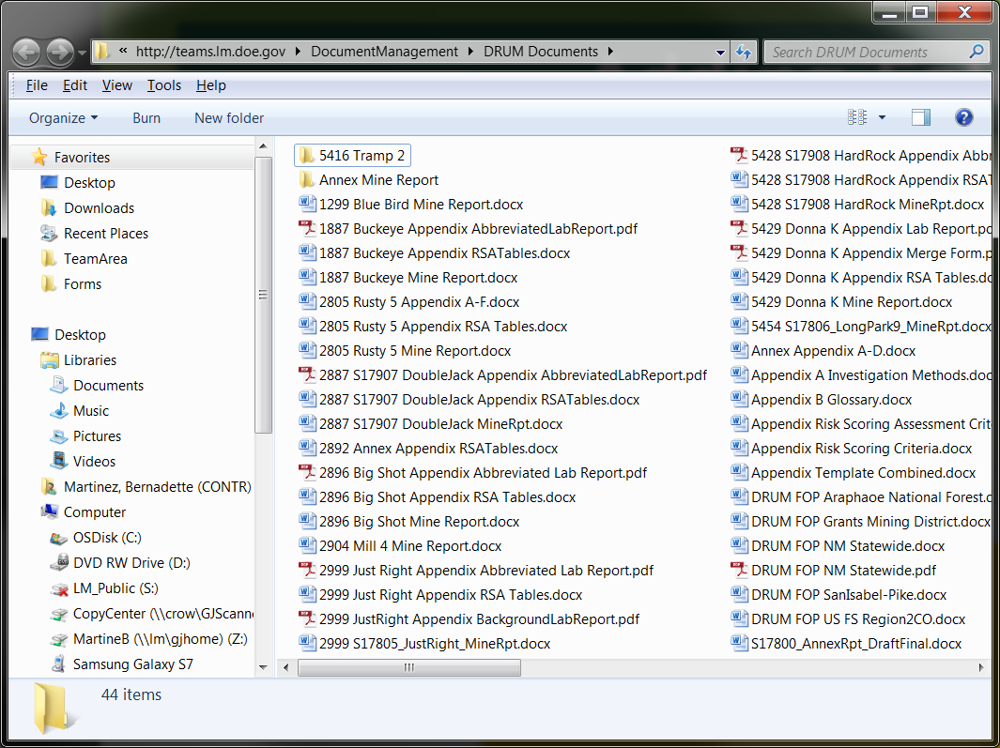 « http://teams.lm.doe.gov DocumentManagement DRUM Documents Search DRUM Documents
File Edit View Tools Help
Organize Burn New folder
Favorites
Desktop
Downloads
Recent Places
TeamArea
Forms
Desktop
Libraries
Documents
Music
Pictures
Videos
Martinez, Bernadette (CONTR)
Computer
OSDisk (C:)
DVD RW Drive (D:)
LM_Public (S:)
CopyCenter (\\crow\GJScanne
MartineB (\\lm\gjhome) (Z:)
Samsung Galaxy S7
5416 Tramp 2
Annex Mine Report
1299 Blue Bird Mine Report.docx
1887 Buckeye Appendix AbbreviatedLabReport.pdf
1887 Buckeye Appendix RSATables.docx
1887 Buckeye Mine Report.docx
2805 Rusty 5 Appendix A-F.docx
2805 Rusty 5 Appendix RSA Tables.docx
2805 Rusty 5 Mine Report.docx
2887 S17907 DoubleJack Appendix AbbreviatedLabReport.pdf
2887 S17907 DoubleJack Appendix RSATables.docx
2887 S17907 DoubleJack MineRpt.docx
2892 Annex Appendix RSATables.docx
2896 Big Shot Appendix Abbreviated Lab Report.pdf
2896 Big Shot Appendix RSA Tables.docx
2896 Big Shot Mine Report.docx
2904 Mill 4 Mine Report.docx
2999 Just Right Appendix Abbreviated Lab Report.pdf
2999 Just Right Appendix RSA Tables.docx
2999 JustRight Appendix BackgroundLabReport.pdf
2999 S17805_JustRight_MineRpt.docx
5428 S17908 HardRock Appendix Abbr
5428 S17908 HardRock Appendix RSAT
5428 S17908 HardRock MineRpt.docx
5429 Donna K Appendix Lab Report.pd
5429 Donna K Appendix Merge Form.p
5429 Donna K Appendix RSA Tables.dc
5429 Donna K Mine Report.docx
5454 S17806_LongPark9_MineRpt.docx
Annex Appendix A-D.docx
Appendix A Investigation Methods.doc
Appendix B Glossary.docx
Appendix Risk Scoring Assessment Crit
Appendix Risk Scoring Criteria.docx
Appendix Template Combined.docx
DRUM FOP Araphaoe National Forest.c
DRUM FOP Grants Mining District.docx
DRUM FOP NM Statewide.docx
DRUM FOP NM Statewide.pdf
DRUM FOP SanIsabel-Pike.docx
DRUM FOP US FS Region2CO.docx
S17800_AnnexRpt_DraftFinal.docx
44 items